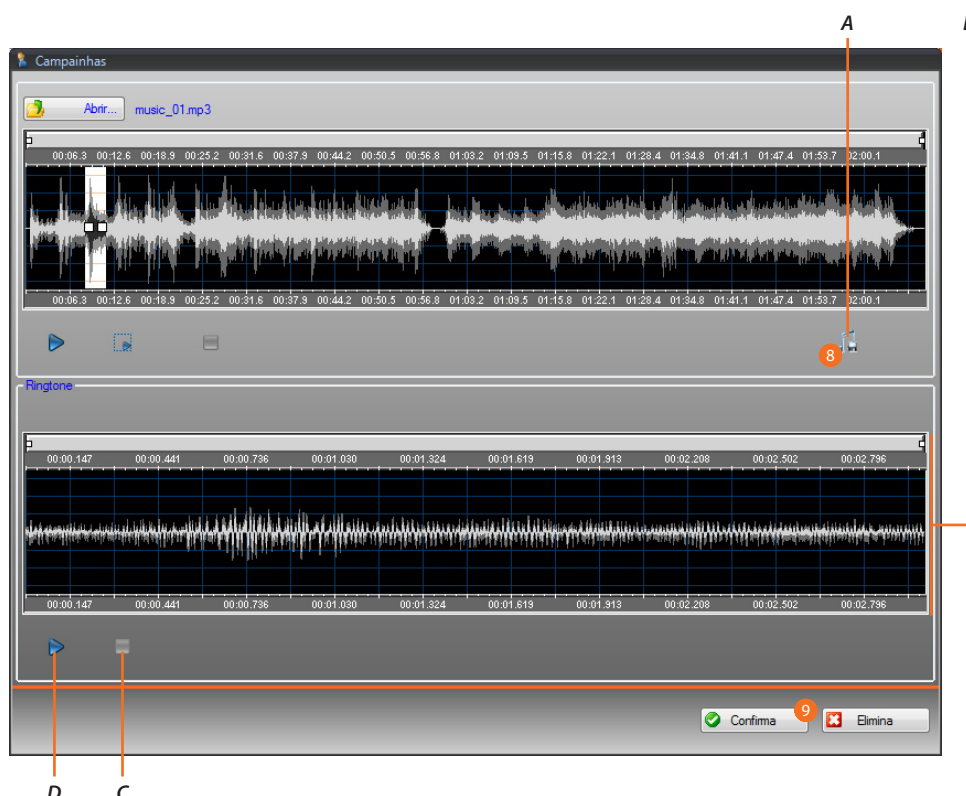 A
Campainhas
Abrir... music_01.mp3
00:06.3 00:12.6 00:18.9 00:25.2 00:31.6 00:37.9 00:44.2 00:50.5 00:56.8 01:03.2 01:09.5 01:15.8 01:22.1 01:28.4 01:34.8 01:41.1 01:47.4 01:53.7 02:00.1
00:06.3 00:12.6 00:18.9 00:25.2 00:31.6 00:37.9 00:44.2 00:50.5 00:56.8 01:03.2 01:09.5 01:15.8 01:22.1 01:28.4 01:34.8 01:41.1 01:47.4 01:53.7 02:00.1
8
Ringtone
00:00.147 00:00.441 00:00.736 00:01.030 00:01.324 00:01.619 00:01.913 00:02.208 00:02.502 00:02.796
00:00.147 00:00.441 00:00.736 00:01.030 00:01.324 00:01.619 00:01.913 00:02.208 00:02.502 00:02.796
Confirma 9 Elimina
D C